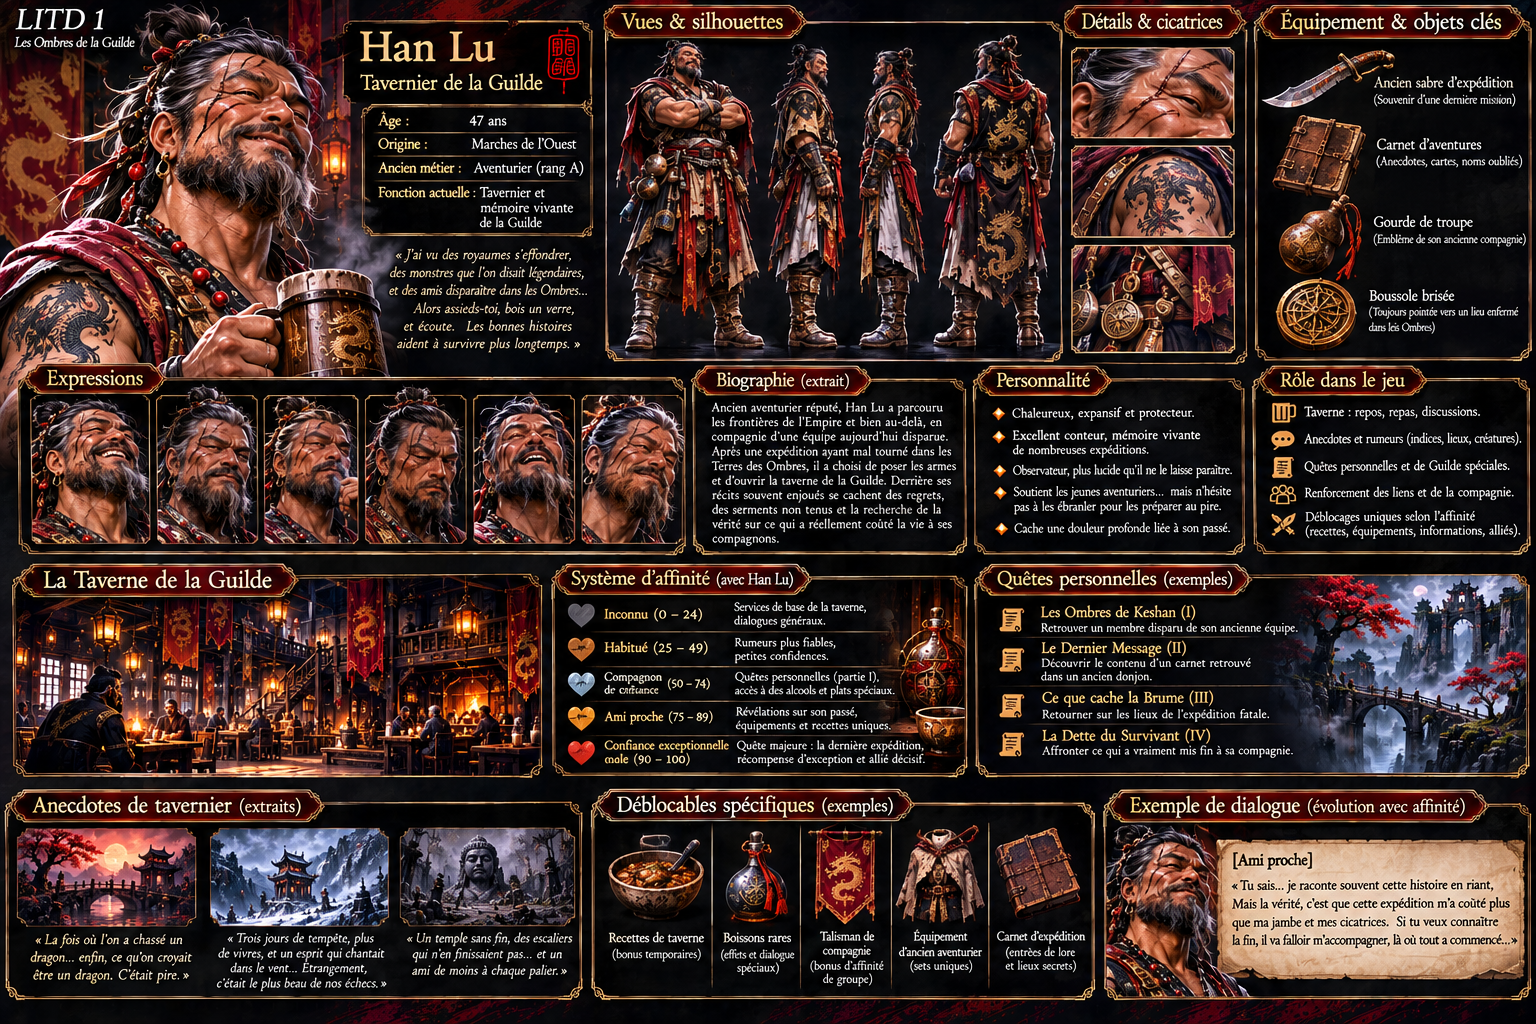 LITD 1
Les Ombres de la Guilde
Han Lu
Tavernier de la Guilde
Âge : 47 ans
Origine : Marches de l'Ouest
Ancien métier : Aventurier (rang A)
Fonction actuelle : Tavernier et
mémoire vivante
de la Guilde
« J'ai vu des royaumes s'effondrer,
des monstres que l'on disait légendaires,
et des amis disparaître dans les Ombres...
Alors assieds-toi, bois un verre,
et écoute. Les bonnes histoires
aident à survivre plus longtemps. »
Vues & silhouettes
Détails & cicatrices
Équipement & objets clés
Ancien sabre d'expédition
(Souvenir d'une dernière mission)
Carnet d'aventures
(Anecdotes, cartes, noms oubliés)
Gourde de troupe
(Emblème de son ancienne compagnie)
Boussole brisée
(Toujours pointée vers un lieu enfermé
dans les Ombres)
Expressions
Biographie (extrait)
Ancien aventurier réputé, Han Lu a parcouru
les frontières de l'Empire et bien au-delà, en
compagnie d'une équipe aujourd'hui disparue.
Après une expédition ayant mal tourné dans les
Terres des Ombres, il a choisi de poser les armes
et d'ouvrir la taverne de la Guilde. Derrière ses
récits souvent enjoués se cachent des regrets,
des serments non tenus et la recherche de la
vérité sur ce qui a réellement coûté la vie à ses
compagnons.
Personnalité
Chaleureux, expansif et protecteur.
Excellent conteur, mémoire vivante
de nombreuses expéditions.
Observateur, plus lucide qu'il ne le laisse paraître.
Soutient les jeunes aventuriers... mais n'hésite
pas à les ébranler pour les préparer au pire.
Cache une douleur profonde liée à son passé.
Rôle dans le jeu
Taverne : repos, repas, discussions.
Anecdotes et rumeurs (indices, lieux, créatures).
Quêtes personnelles et de Guilde spéciales.
Renforcement des liens et de la compagnie.
Déblocages uniques selon l'affinité
(recettes, équipements, informations, alliés).
La Taverne de la Guilde
Système d'affinité (avec Han Lu)
Inconnu (0 – 24) Services de base de la taverne,
dialogues généraux.
Habitué (25 – 49) Rumeurs plus fiables,
petites confidences.
Compagnon
de (50 – 74) Quêtes personnelles (partie I),
accès à des alcools et plats spéciaux.
Ami proche (75 – 89) Révélations sur son passé,
équipements et recettes uniques.
Confiance exceptionnelle
(90 – 100) Quête majeure : la dernière expédition,
récompense d'exception et allié décisif.
Quêtes personnelles (exemples)
Les Ombres de Keshan (I)
Retrouver un membre disparu de son ancienne équipe.
Le Dernier Message (II)
Découvrir le contenu d'un carnet retrouvé
dans un ancien donjon.
Ce que cache la Brume (III)
Retourner sur les lieux de l'expédition fatale.
La Dette du Survivant (IV)
Affronter ce qui a vraiment mis fin à sa compagnie.
Anecdotes de tavernier (extraits)
« La fois où l'on a chassé un
dragon... enfin, ce qu'on croyait
être un dragon. C'était pire. »
« Trois jours de tempête, plus
de vivres, et un esprit qui chantait
dans le vent... Étrangement,
c'était le plus beau de nos échecs. »
« Un temple sans fin, des escaliers
qui n'en finissaient pas... et un
ami de moins à chaque palier. »
Déblocables spécifiques (exemples)
Recettes de taverne
(bonus temporaires)
Boissons rares
(effets et dialogue
spéciaux)
Talisman de
compagnie
(bonus d'affinité
de groupe)
Équipement
d'ancien aventurier
(sets uniques)
Carnet d'expédition
(entrées de lore
et lieux secrets)
Exemple de dialogue (évolution avec affinité)
[Ami proche]
« Tu sais... je raconte souvent cette histoire en riant,
Mais la vérité, c'est que cette expédition m'a coûté plus
que ma jambe et mes cicatrices. Si tu veux connaître
la fin, il va falloir m'accompagner, là où tout a commencé...»